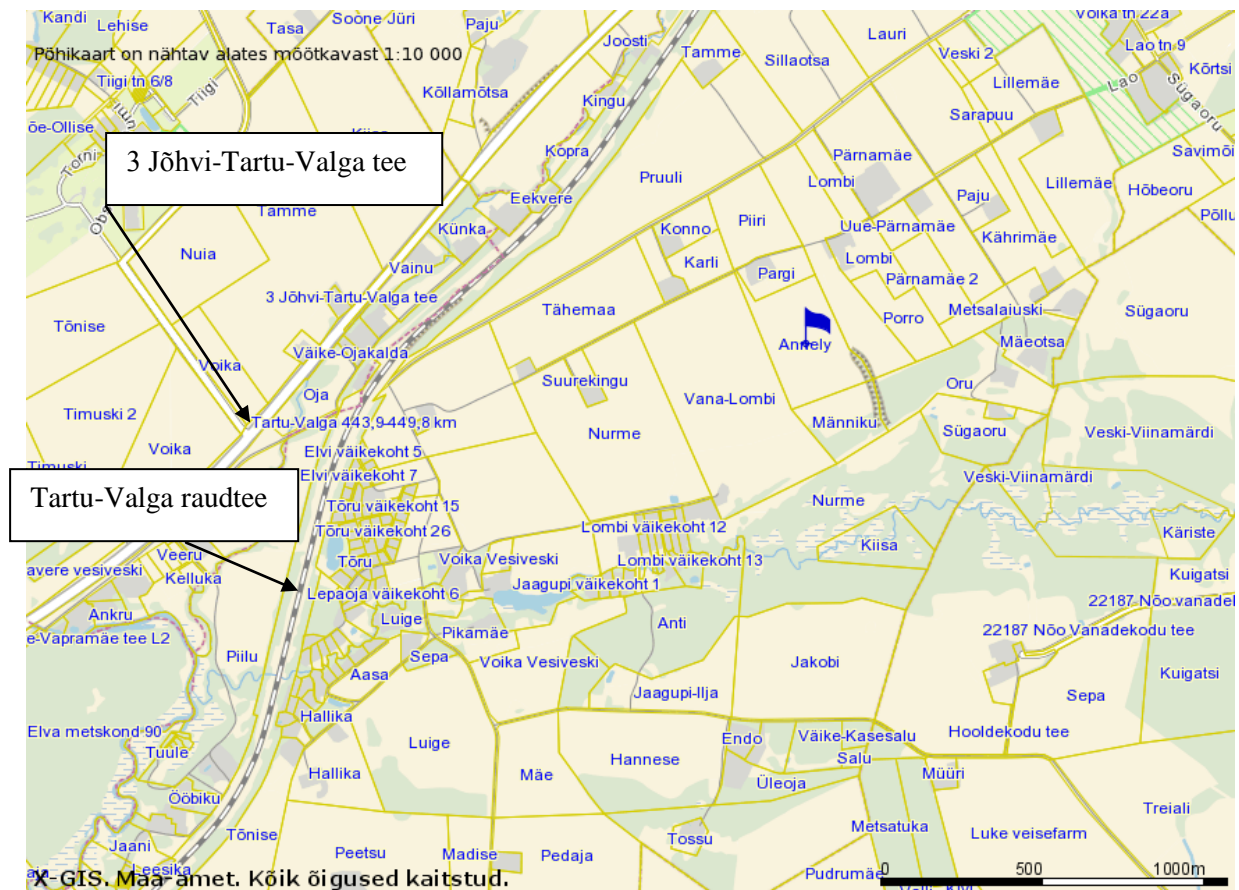 Kandi
Lehise
Tasa
Soone Jüri
Paju
Joosti
Tamme
Sillaotsa
Lauri
Veski 2
Voika tn 22a
Lao tn 9
Kõrtsi
Põhikaart on nähtav alates mõõtkavast 1:10 000
Tiigi tn 6/8
Tiigi
Kõllamõtsa
Kingu
Lillemäe
Lao
Sügaoru
Sarapuu
õe-Ollise
Torni
3 Jõhvi-Tartu-Valga tee
Kopra
Pärnamäe
Savimõi
Pruuli
Lombi
Paju
Lillemäe
Hõbeoru
Eekvere
Tamme
Künka
Konno
Piiri
Uue-Pärnamäe
Põllu
Nuia
Vainu
Karli
Pargi
Lombi
Kährimäe
Pärnamäe 2
3 Jõhvi-Tartu-Valga tee
Tähemaa
Metsalaiuski
Sügaoru
Tõnise
Porro
Väike-Ojakalda
Annely
Mäeotsa
Voika
Suurekingu
Oru
Oja
Vana-Lombi
Timuski 2
Tartu-Valga 443,9-449,8 km
Männiku
Nurme
Sügaoru
Veski-Viinamärdi
Voika
Elvi väikekoht 5
Timuski
Elvi väikekoht 7
Veski-Viinamärdi
Tartu-Valga raudtee
Tõru väikekoht 15
Nurme
Lombi väikekoht 12
Tõru väikekoht 26
Käriste
Kiisa
Veeru
Tõru
Voika Vesiveski
Lombi väikekoht 13
avere vesiveski
Kelluka
Jaagupi väikekoht 1
Kuigatsi
Lepaoja väikekoht 6
22187 Nõo vanadek
Ankru
Luige
Anti
e-Vapramäe tee L2
Pikamäe
22187 Nõo Vanadekodu tee
Piilu
Sepa
Voika Vesiveski
Jakobi
Aasa
Kuigatsi
Jaagupi-Ilja
Sepa
Hallika
Elva metskond 90
Endo
Väike-Kasesalu
Hooldekodu tee
Tuule
Luige
Hannese
Salu
Hallika
Mäe
Üleoja
Müüri
Ööbiku
Treiali
Tõnise
Tossu
Metsatuka
Luke veisefarm
Jaani
Peetsu
Madise
Pedaja
Leesika
Pudrumäe
0 500 1000m
X-GIS. Maa-amet. Kõik õigused kaitstud.